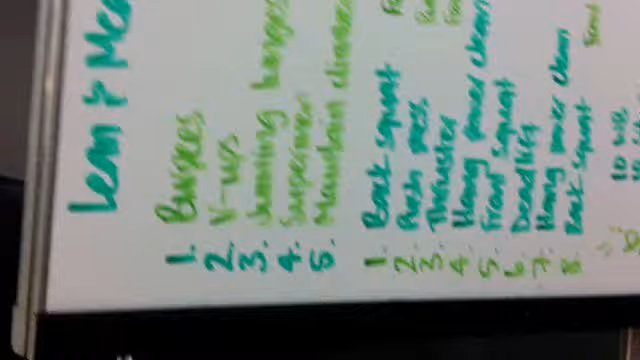 Lean & Mea
1. Burpees
2. V-ups
3. Jumping lunges
4. Supermen
5. Mountain climbers
1. Back squat
2. Push press
3. Thruster
4. Hang power clean
5. Front squat
6. Deadlift
7. Hang power clean
8. Back squat
10 WB